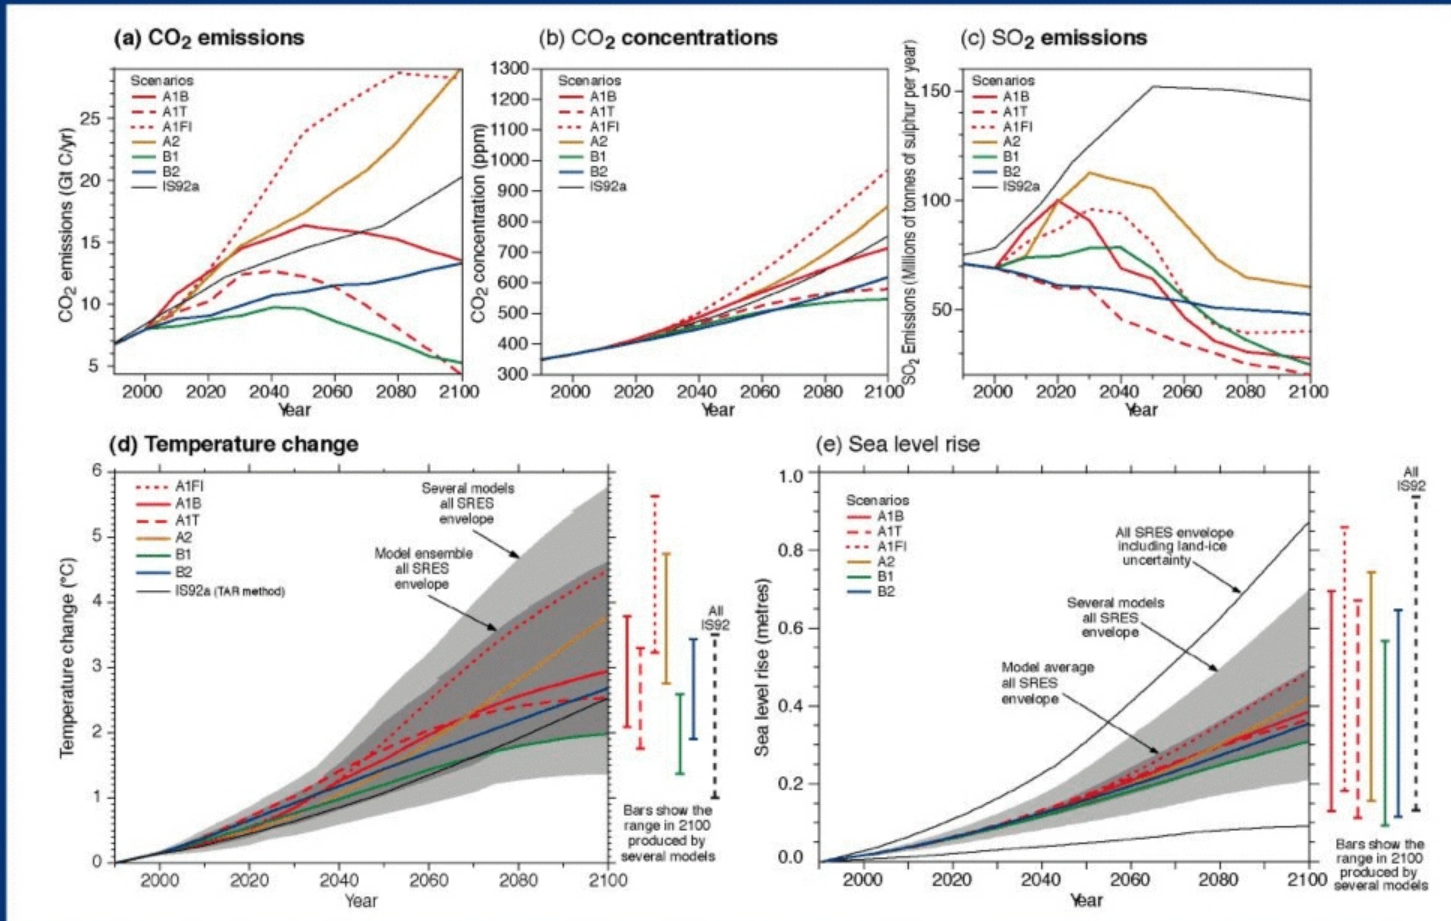 (a) CO2 emissions
Scenarios
A1B
A1T
A1FI
A2
B1
B2
IS92a
CO2 emissions (Gt C/yr)
25
20
15
10
5
2000 2020 2040 2060 2080 2100
Year
(b) CO2 concentrations
Scenarios
A1B
A1T
A1FI
A2
B1
B2
IS92a
CO2 concentration (ppm)
1300
1200
1100
1000
900
800
700
600
500
400
300
2000 2020 2040 2060 2080 2100
Year
(c) SO2 emissions
Scenarios
A1B
A1T
A1FI
A2
B1
B2
IS92a
SO2 Emissions (Millions of tonnes of sulphur per year)
150
100
50
2000 2020 2040 2060 2080 2100
Year
(d) Temperature change
A1FI
A1B
A1T
A2
B1
B2
IS92a (TAR method)
Several models
all SRES
envelope
Model ensemble
all SRES
envelope
Temperature change (°C)
6
5
4
3
2
1
0
2000 2020 2040 2060 2080 2100
Year
All
IS92
Bars show the
range in 2100
produced by
several models
(e) Sea level rise
Scenarios
A1B
A1T
A1FI
A2
B1
B2
All SRES envelope
including land-ice
uncertainty
Several models
all SRES
envelope
Model average
all SRES
envelope
Sea level rise (metres)
1.0
0.8
0.6
0.4
0.2
0.0
2000 2020 2040 2060 2080 2100
Year
All
IS92
Bars show the
range in 2100
produced by
several models